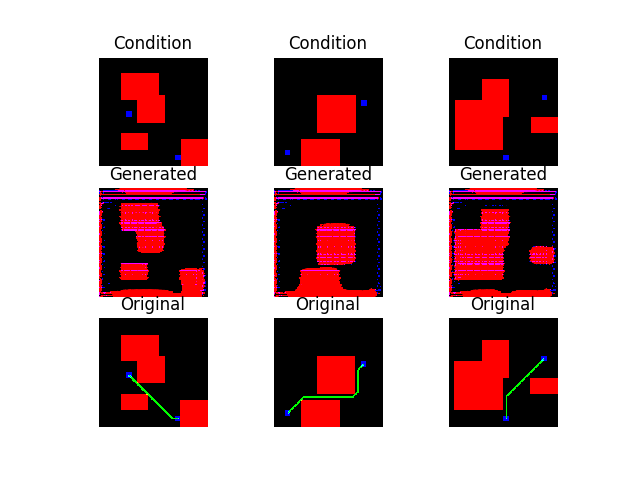 Condition Condition Condition
Generated Generated Generated
Original Original Original